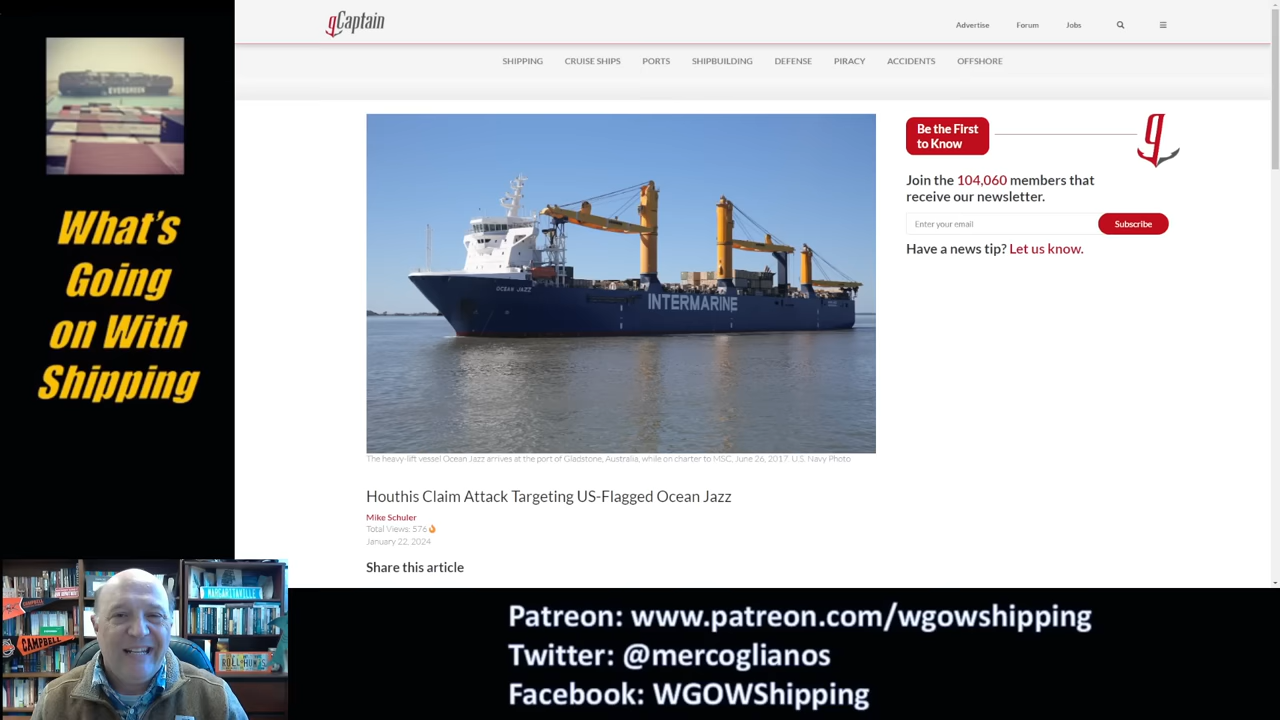 gCaptain
Advertise
Forum
Jobs
SHIPPING
CRUISE SHIPS
PORTS
SHIPBUILDING
DEFENSE
PIRACY
ACCIDENTS
OFFSHORE
EVERGREEN
What's
Going
on With
Shipping
OCEAN JAZZ
INTERMARINE
Be the First
to Know
g
Join the 104,060 members that
receive our newsletter.
Enter your email
Subscribe
Have a news tip? Let us know.
The heavy-lift vessel Ocean Jazz arrives at the port of Gladstone, Australia, while on charter to MSC, June 26, 2017. U.S. Navy Photo
Houthis Claim Attack Targeting US-Flagged Ocean Jazz
Mike Schuler
Total Views: 576
January 22, 2024
Share this article
MARGARITAVILLE
CAMPBELL
ROLL HUMPS
Patreon: www.patreon.com/wgowshipping
Twitter: @mercoglianos
Facebook: WGOWShipping